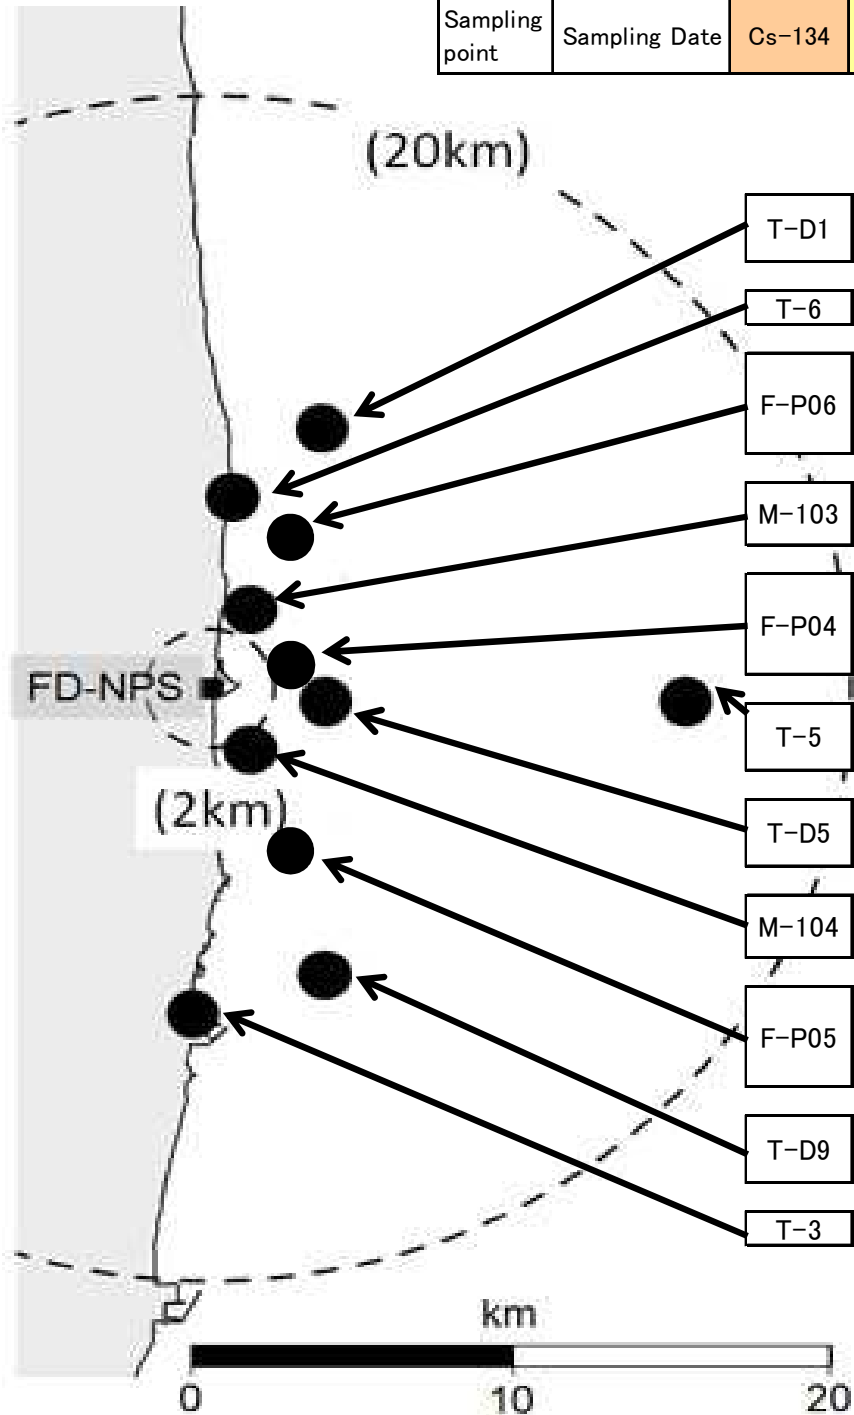 Sampling
point
Sampling Date
Cs-134
(20km)
T-D1
T-6
F-P06
M-103
F-P04
FD-NPS
T-5
(2km)
T-D5
M-104
F-P05
T-D9
T-3
km
0 10 20